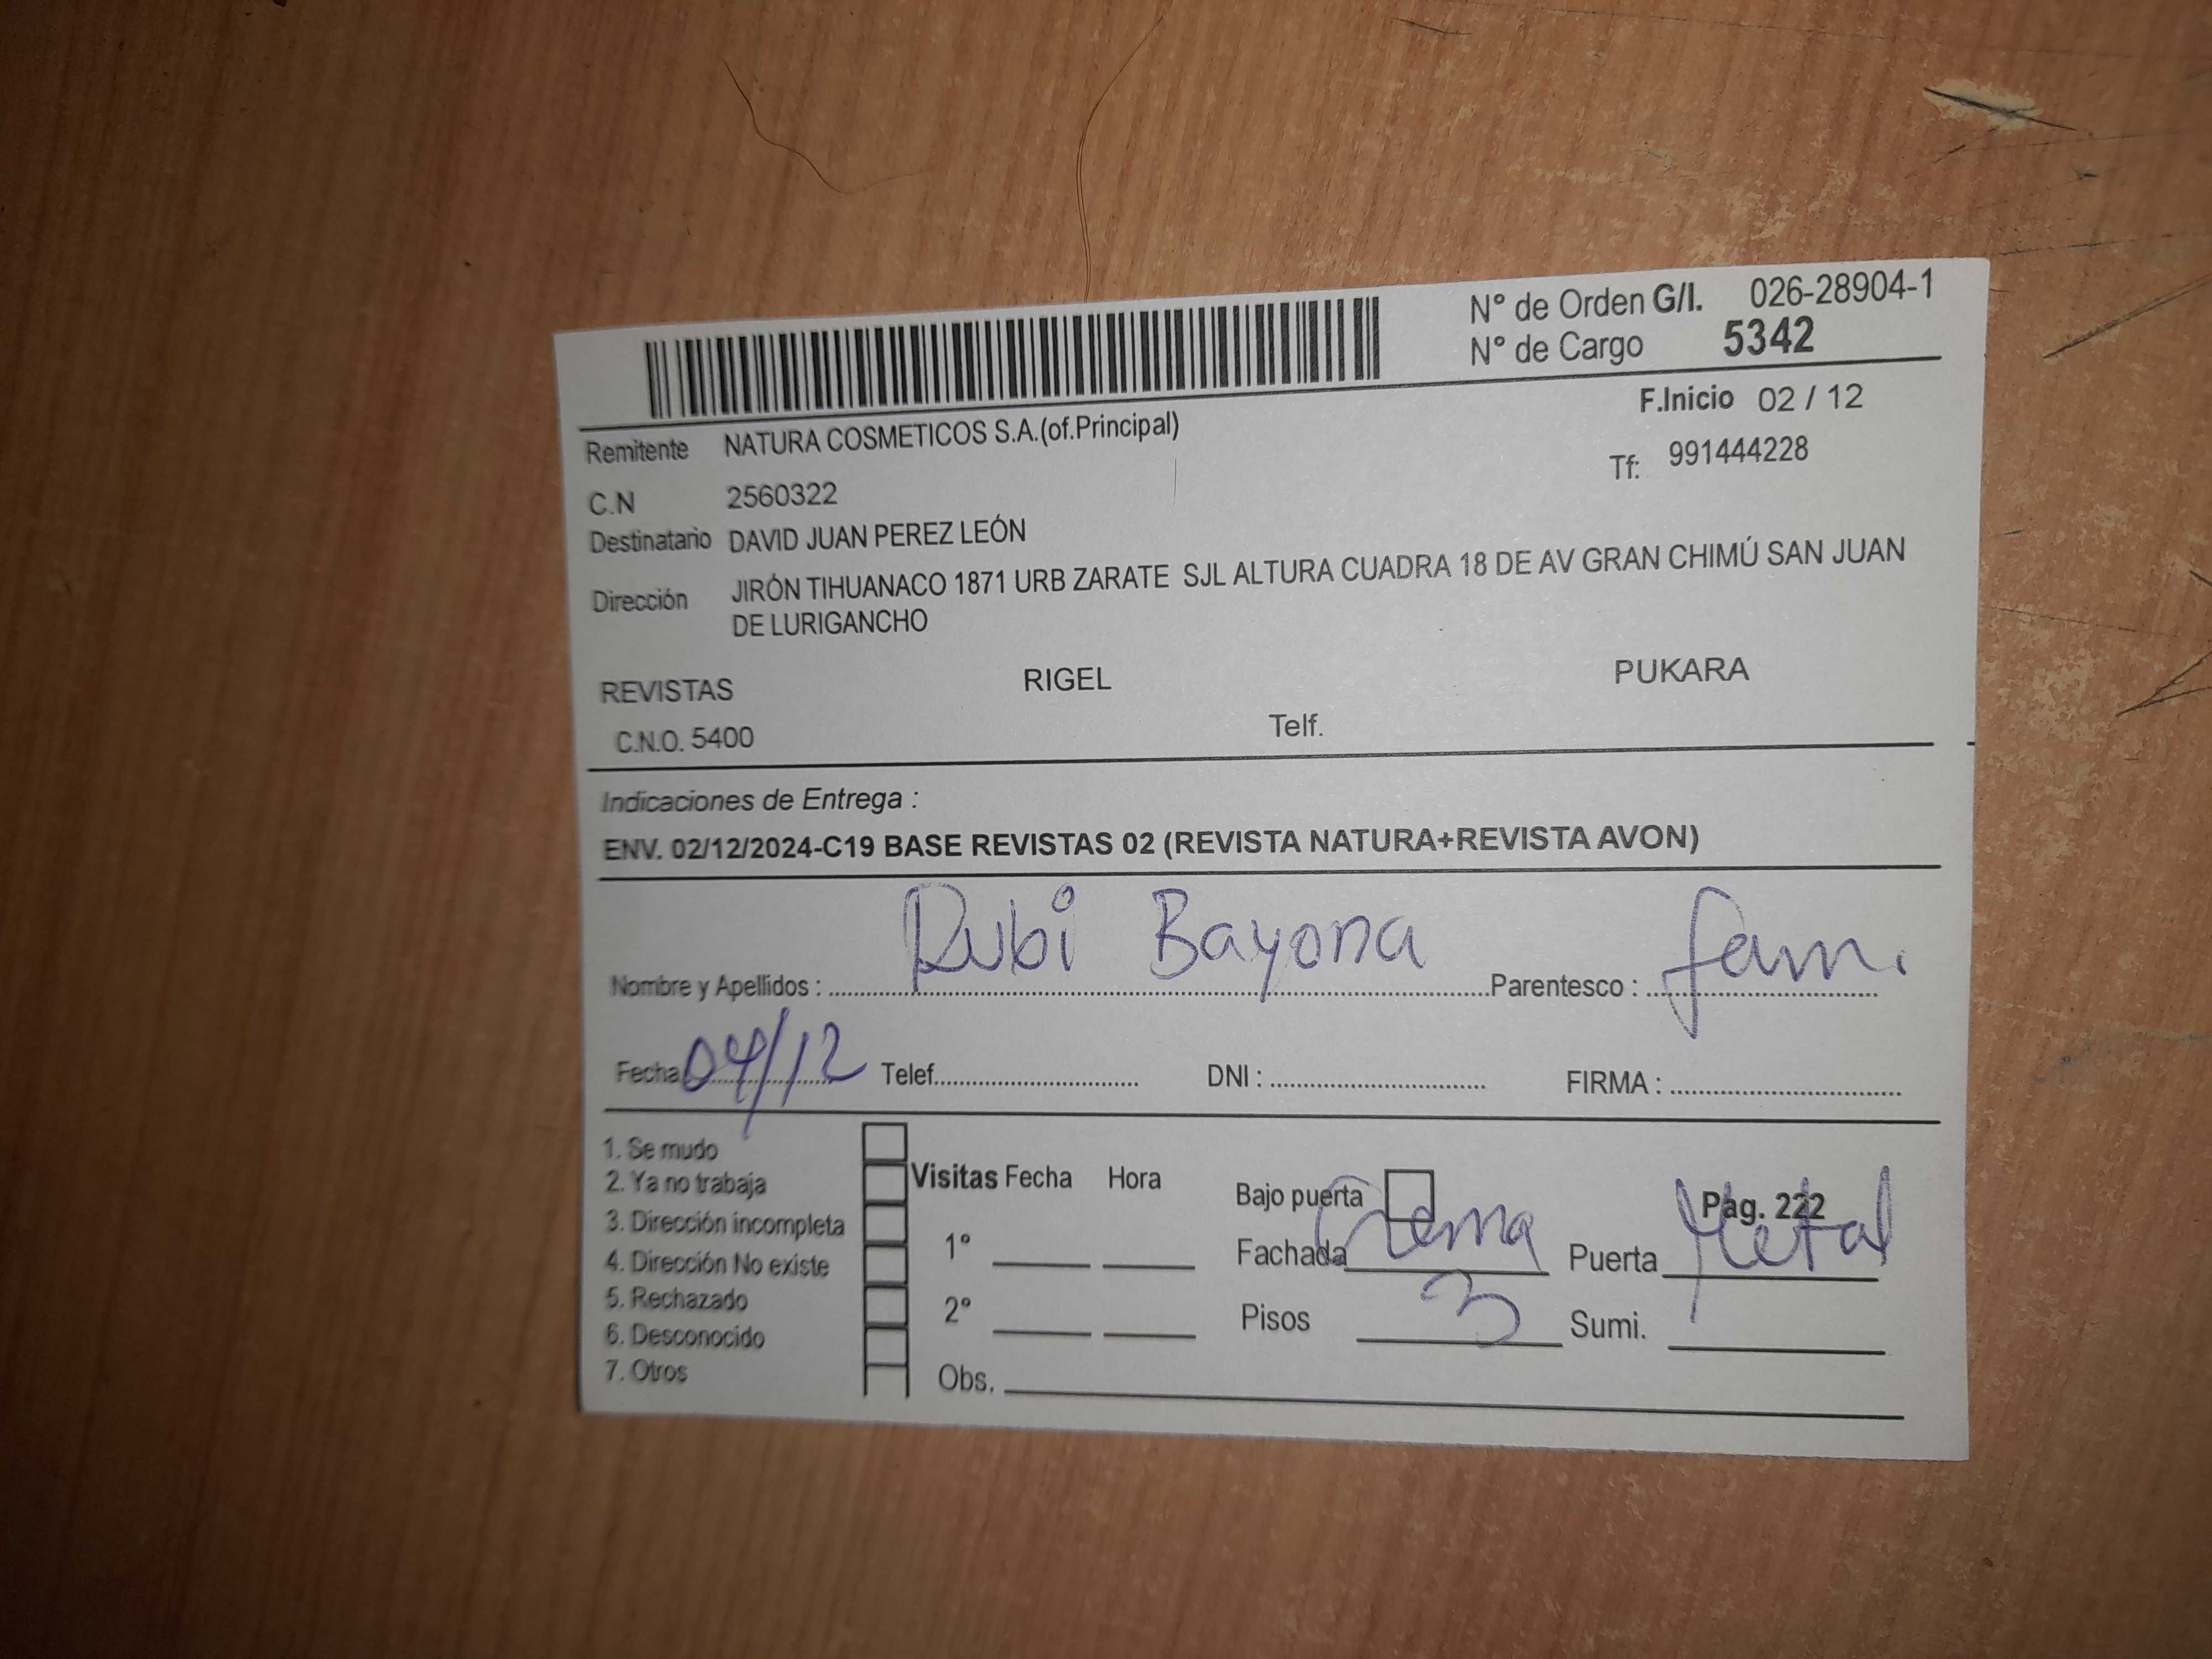 N° de Orden G/I. 026-28904-1
N° de Cargo 5342
F.Inicio 02 / 12
Remitente NATURA COSMETICOS S.A.(of.Principal)
Tf: 991444228
C.N 2560322
Destinatario DAVID JUAN PEREZ LEÓN
Dirección JIRÓN TIHUANACO 1871 URB ZARATE SJL ALTURA CUADRA 18 DE AV GRAN CHIMÚ SAN JUAN
DE LURIGANCHO
REVISTAS RIGEL PUKARA
C.N.O. 5400 Telf.
Indicaciones de Entrega :
ENV. 02/12/2024-C19 BASE REVISTAS 02 (REVISTA NATURA+REVISTA AVON)
Nombre y Apellidos : Rubi Bayona Parentesco : fam.
Fecha 04/12 Telef. DNI : FIRMA :
1. Se mudo
2. Ya no trabaja
3. Dirección incompleta
4. Dirección No existe
5. Rechazado
6. Desconocido
7. Otros
Visitas Fecha Hora
1°
2°
Obs.
Bajo puerta Pag. 222
Fachada Crema Puerta Metal
Pisos 3 Sumi.